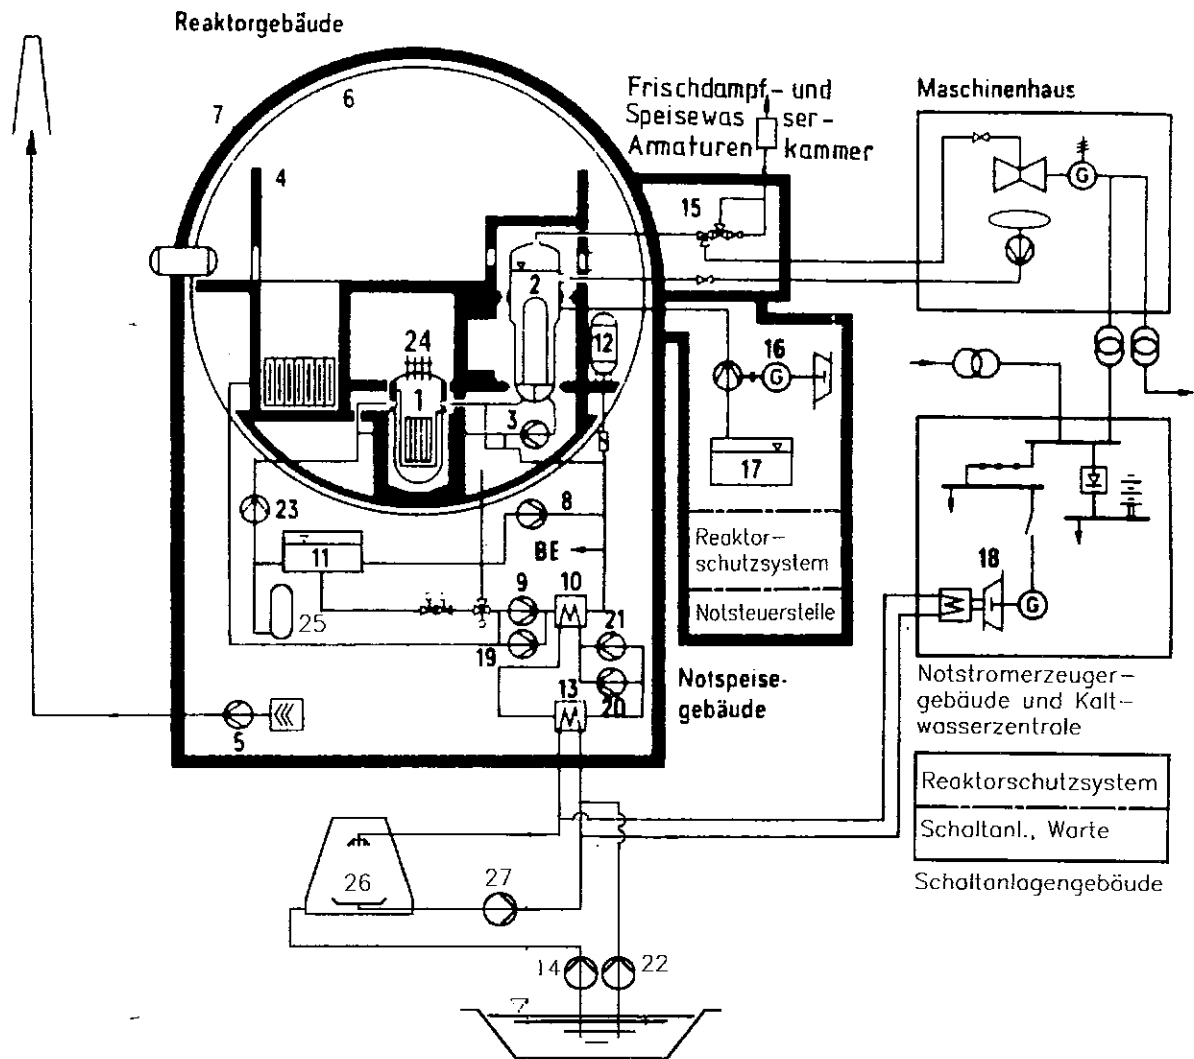 Reaktorgebäude
7
6
Frischdampf- und
Speisewas ser-
Armaturen kammer
Maschinenhaus
4
15
G
2
24
12
16
G
1
3
17
23
8
11
BE
Reaktor-
schutzsystem
9
10
18
G
25
21
Notsteuerstelle
19
13
20
Notspeise-
gebäude
Notstromerzeuger-
gebäude und Kalt-
wasserzentrale
5
Reaktorschutzsystem
Schaltanl., Warte
26
27
Schaltanlagengebäude
14
22